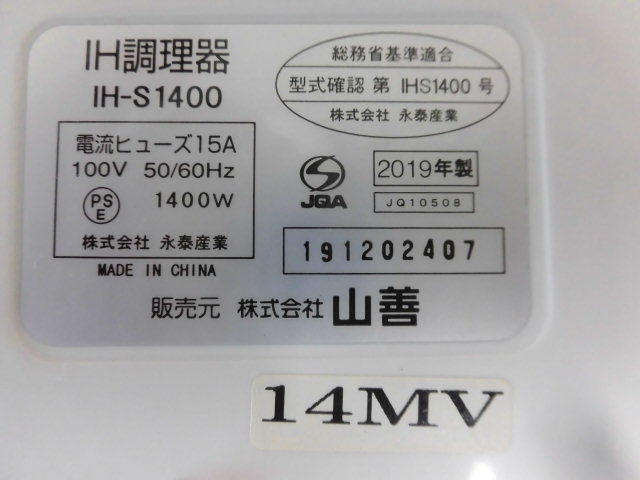 IH調理器
IH-S1400
総務省基準適合
型式確認 第 IHS1400 号
株式会社 永泰産業
電流ヒューズ15A
100V 50/60Hz
PS
E
1400W
株式会社 永泰産業
MADE IN CHINA
JQA
2019年製
JQ10508
191202407
販売元 株式会社 山善
14MV